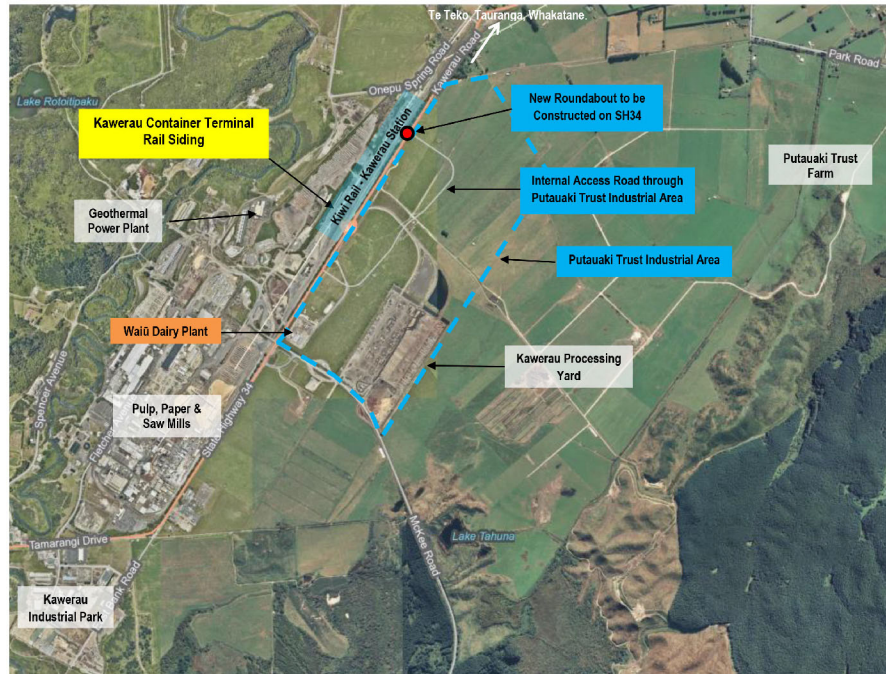 Te Teko, Tauranga, Whakatane.
Park Road
Onepu Spring Road
Kawerau Road
Lake Rotoitipaku
New Roundabout to be
Constructed on SH34
Kawerau Container Terminal
Rail Siding
Kiwi Rail - Kawerau Station
Putauaki Trust
Farm
Internal Access Road through
Putauaki Trust Industrial Area
Geothermal
Power Plant
Putauaki Trust Industrial Area
Waiū Dairy Plant
Kawerau Processing
Yard
Spencer Avenue
Pulp, Paper &
Saw Mills
State Highway 34
Tamarangi Drive
McKee Road
Lake Tahuna
Kawerau
Industrial Park
Road